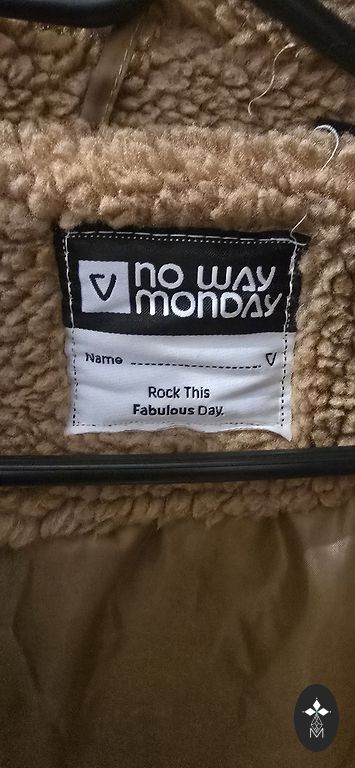 no way
monday
Name
Rock This
Fabulous Day.
M